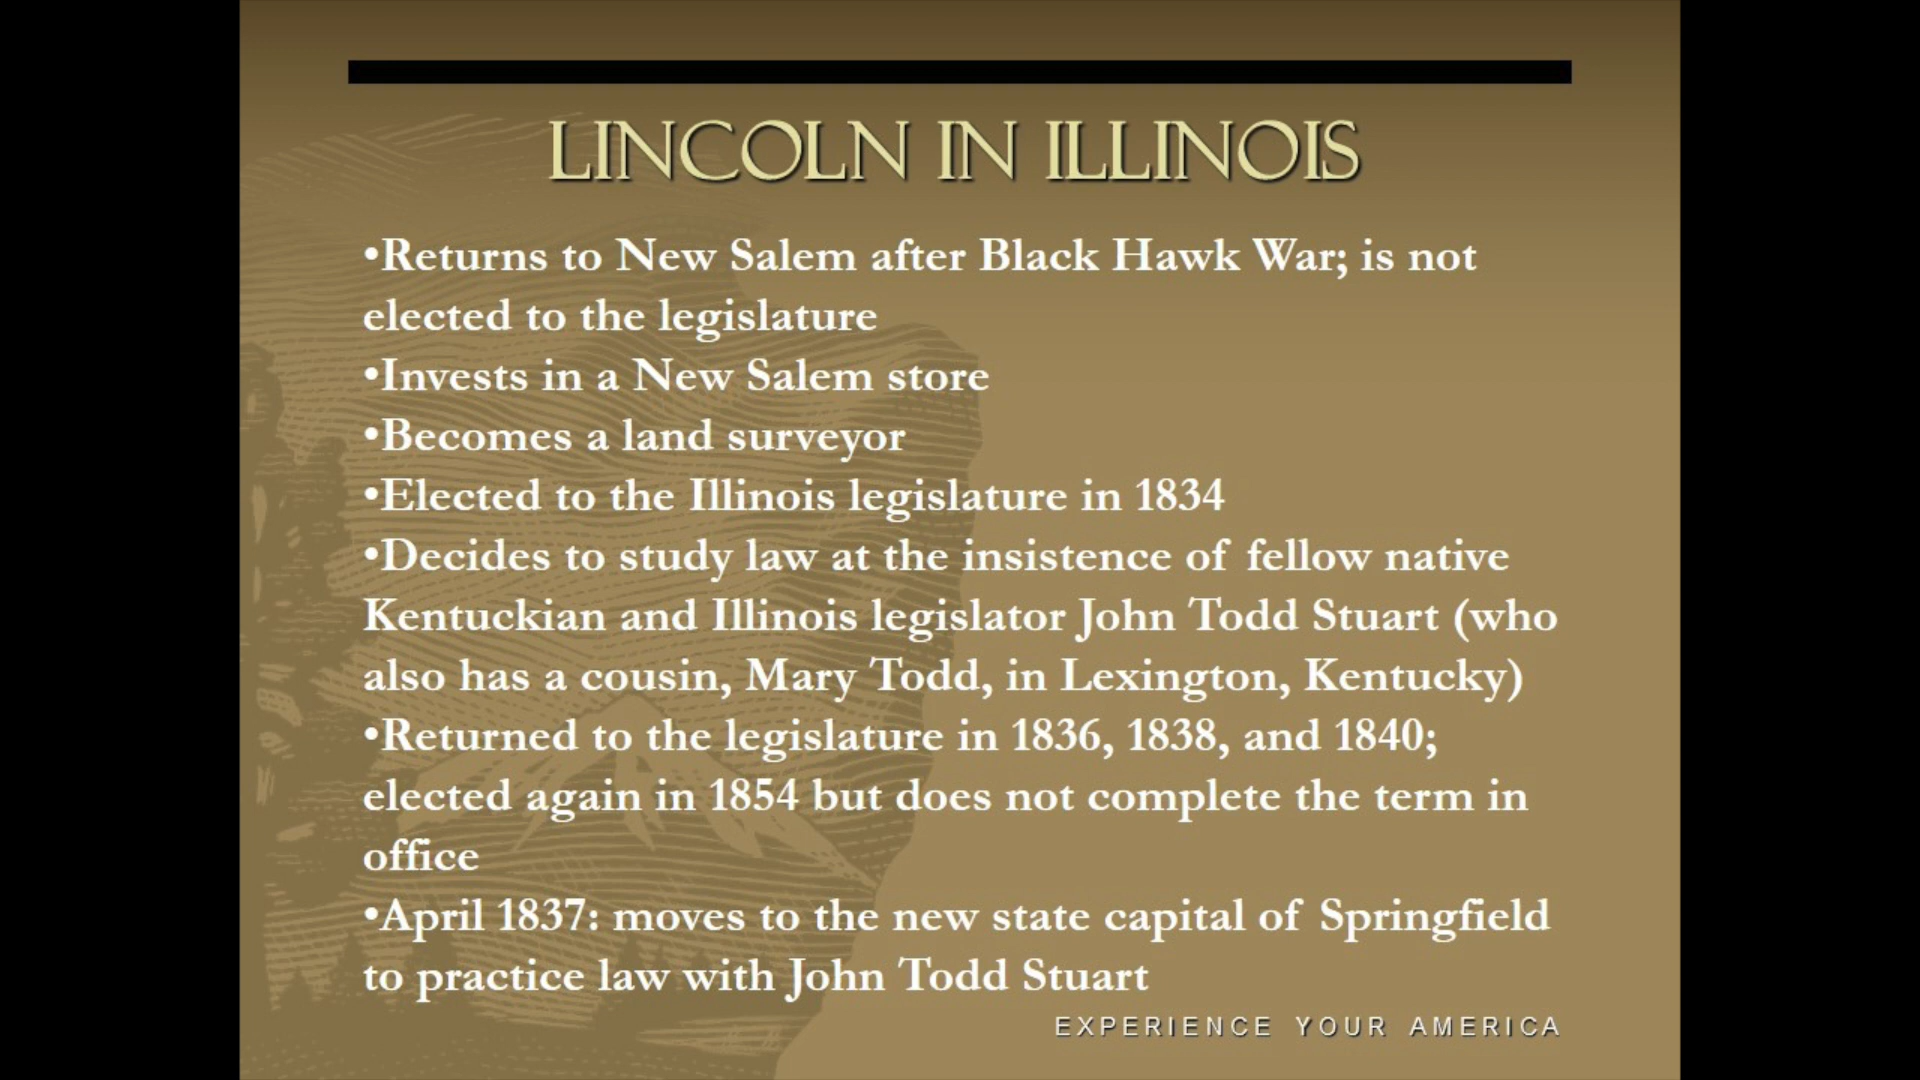 LINCOLN IN ILLINOIS
•Returns to New Salem after Black Hawk War; is not
elected to the legislature
•Invests in a New Salem store
•Becomes a land surveyor
•Elected to the Illinois legislature in 1834
•Decides to study law at the insistence of fellow native
Kentuckian and Illinois legislator John Todd Stuart (who
also has a cousin, Mary Todd, in Lexington, Kentucky)
•Returned to the legislature in 1836, 1838, and 1840;
elected again in 1854 but does not complete the term in
office
•April 1837: moves to the new state capital of Springfield
to practice law with John Todd Stuart
EXPERIENCE YOUR AMERICA